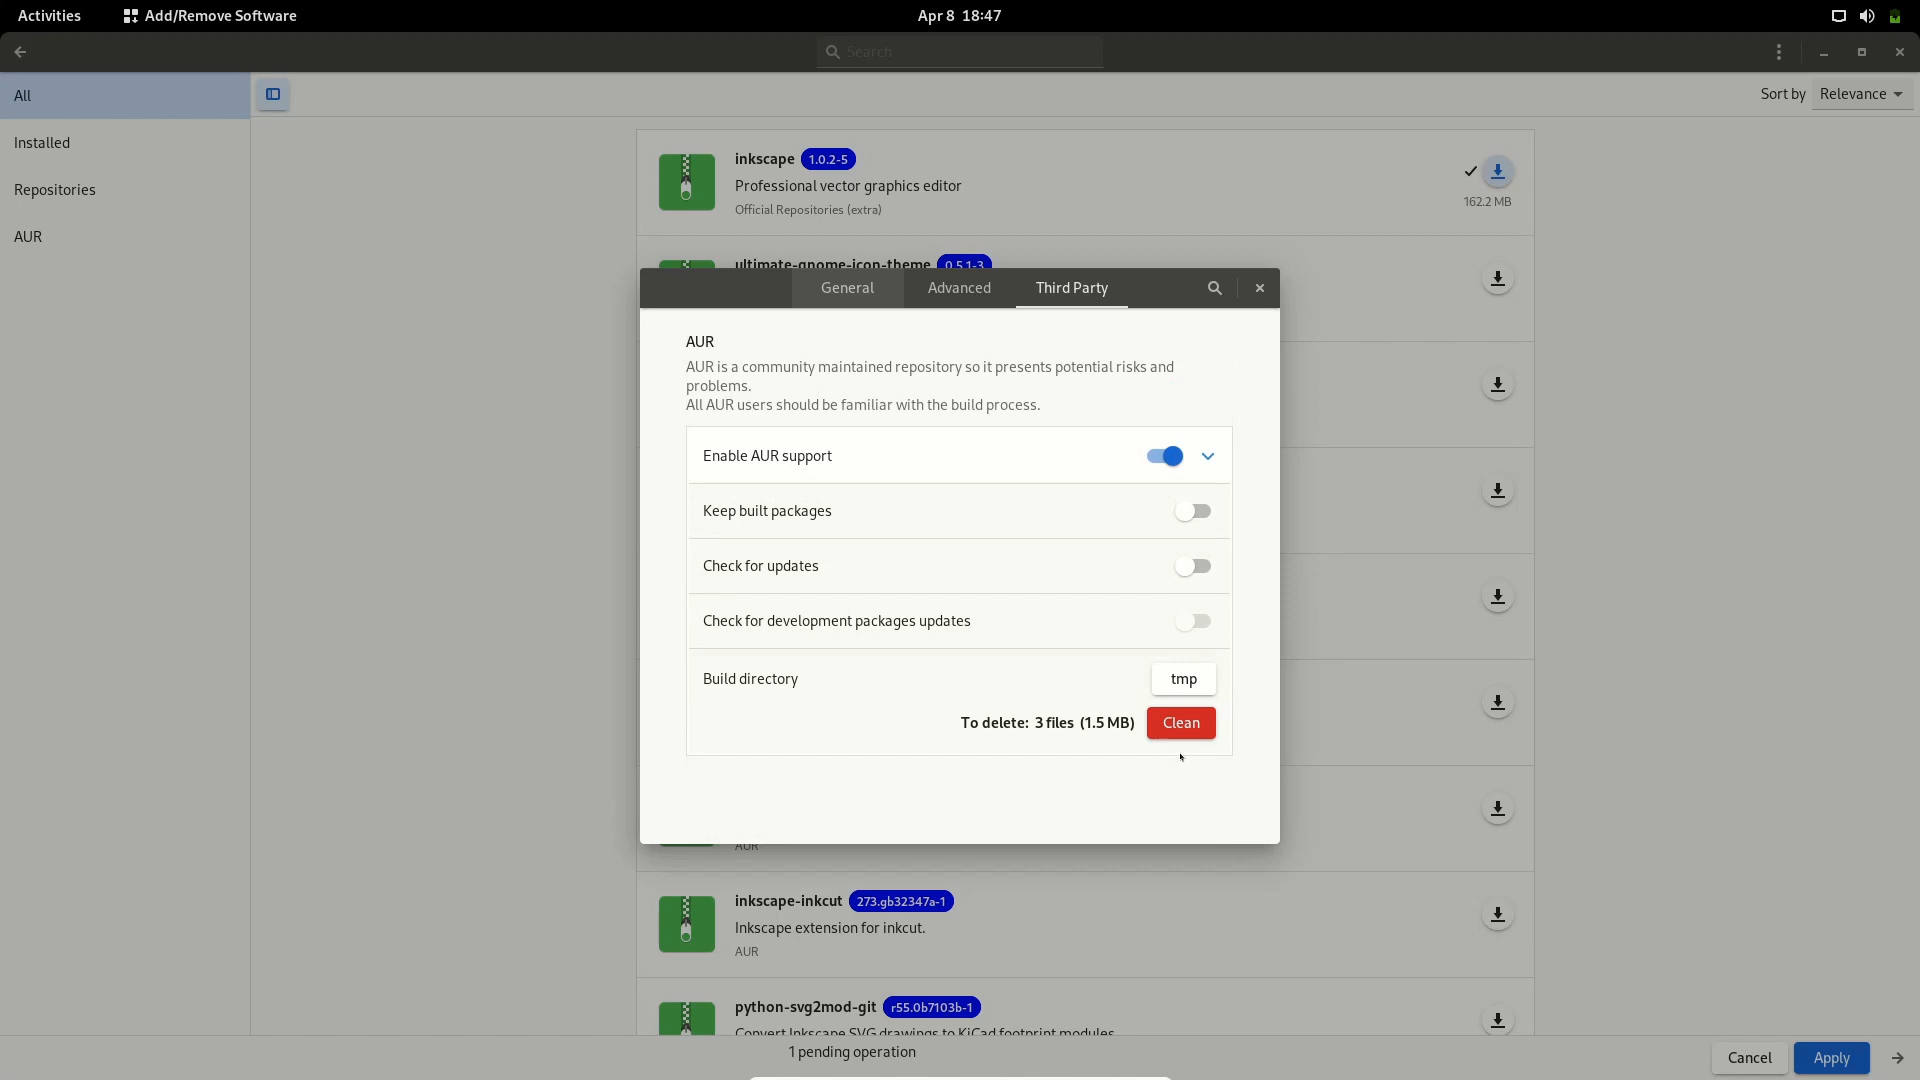 Activities
Add/Remove Software
Apr 8 18:47
Search
All
Installed
Repositories
AUR
Sort by
Relevance
inkscape 1.0.2-5
Professional vector graphics editor
Official Repositories (extra)
162.2 MB
ultimate-gnome-icon-theme 0.5.1-3
General
Advanced
Third Party
AUR
AUR is a community maintained repository so it presents potential risks and
problems.
All AUR users should be familiar with the build process.
Enable AUR support
Keep built packages
Check for updates
Check for development packages updates
Build directory
tmp
To delete: 3 files (1.5 MB)
Clean
AUR
inkscape-inkcut 273.gb32347a-1
Inkscape extension for inkcut.
AUR
python-svg2mod-git r55.0b7103b-1
Convert Inkscape SVG drawings to KiCad footprint modules
1 pending operation
Cancel
Apply